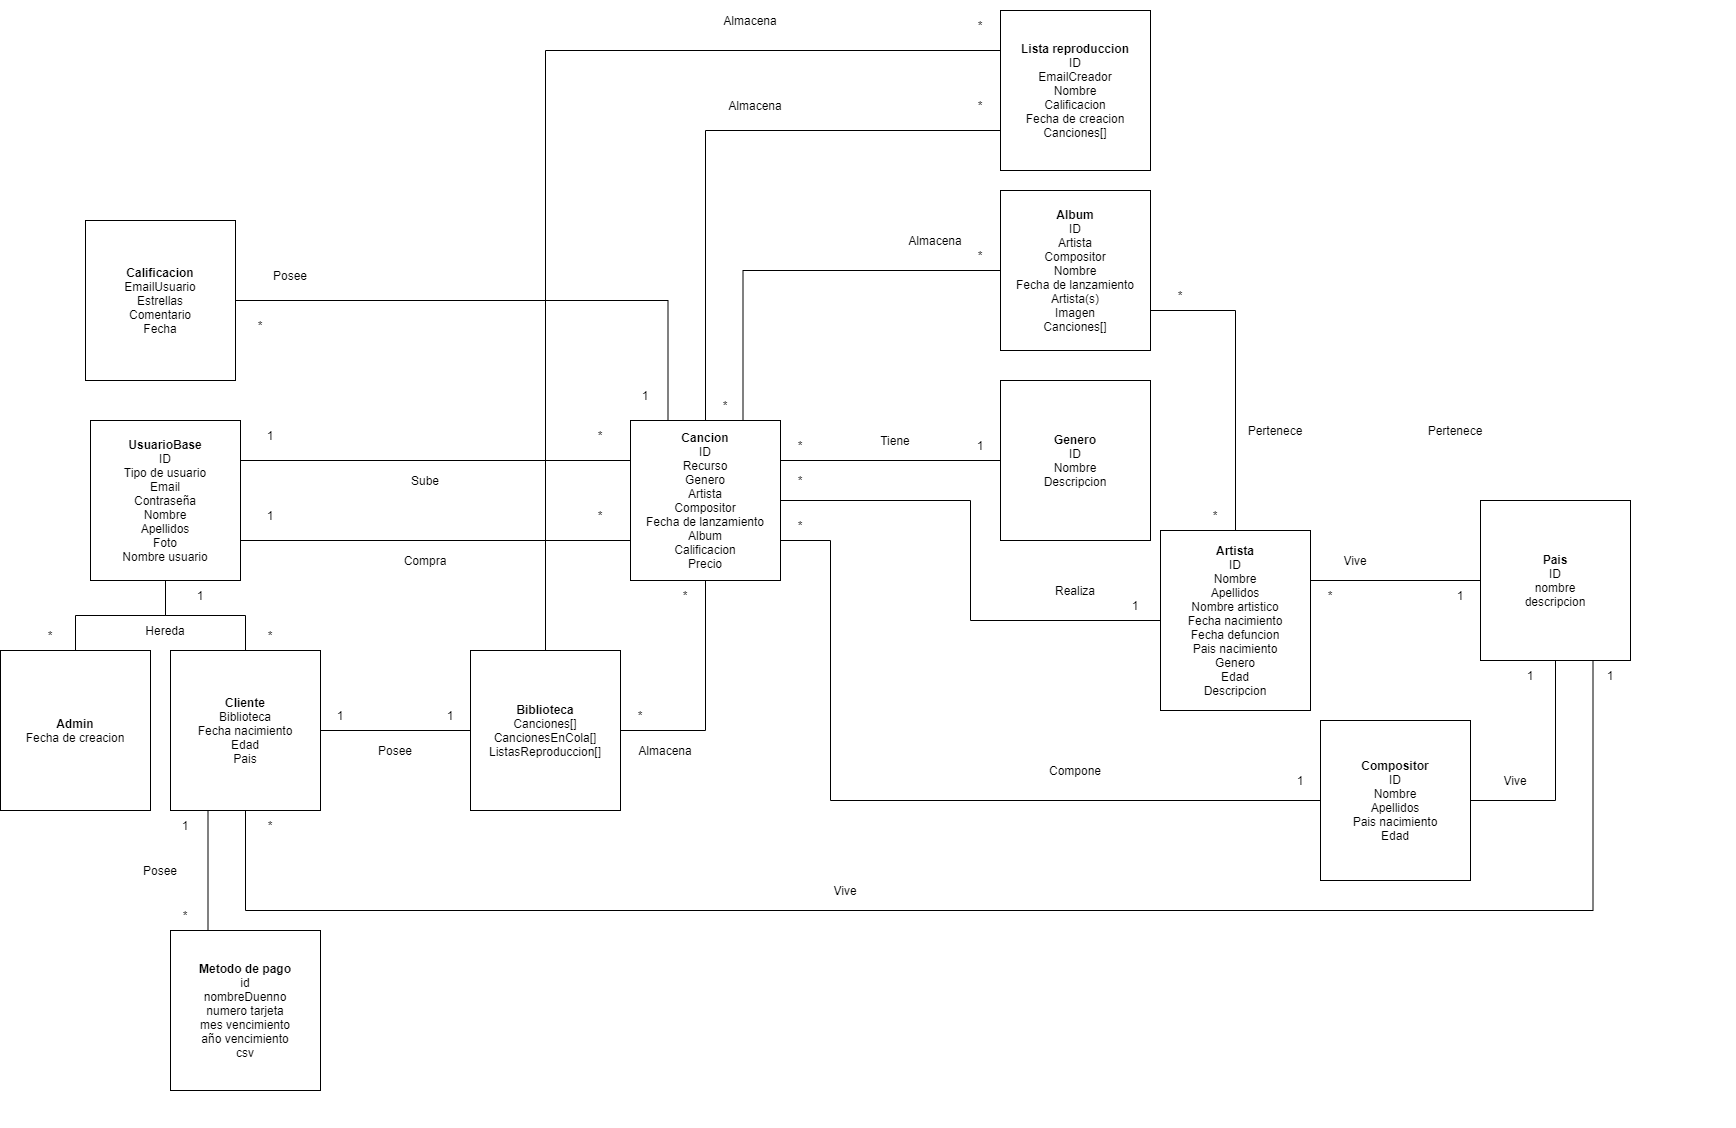 Almacena
*
Lista reproduccion
ID
EmailCreador
Nombre
Calificacion
Fecha de creacion
Canciones[]
Almacena
*
Album
ID
Artista
Compositor
Nombre
Fecha de lanzamiento
Artista(s)
Imagen
Canciones[]
Almacena
*
*
Calificacion
EmailUsuario
Estrellas
Comentario
Fecha
Posee
*
1
*
UsuarioBase
ID
Tipo de usuario
Email
Contraseña
Nombre
Apellidos
Foto
Nombre usuario
1
*
Sube
1
*
Compra
Cancion
ID
Recurso
Genero
Artista
Compositor
Fecha de lanzamiento
Album
Calificacion
Precio
*
Tiene
1
*
*
Genero
ID
Nombre
Descripcion
Pertenece
Pertenece
*
Artista
ID
Nombre
Apellidos
Nombre artistico
Fecha nacimiento
Fecha defuncion
Pais nacimiento
Genero
Edad
Descripcion
Realiza
1
Vive
*
1
Pais
ID
nombre
descripcion
1
1
1
Hereda
*
*
Admin
Fecha de creacion
Cliente
Biblioteca
Fecha nacimiento
Edad
Pais
1
1
Posee
Biblioteca
Canciones[]
CancionesEnCola[]
ListasReproduccion[]
*
*
Almacena
Compone
1
Compositor
ID
Nombre
Apellidos
Pais nacimiento
Edad
Vive
1
*
Posee
*
Vive
Metodo de pago
id
nombreDuenno
numero tarjeta
mes vencimiento
año vencimiento
csv